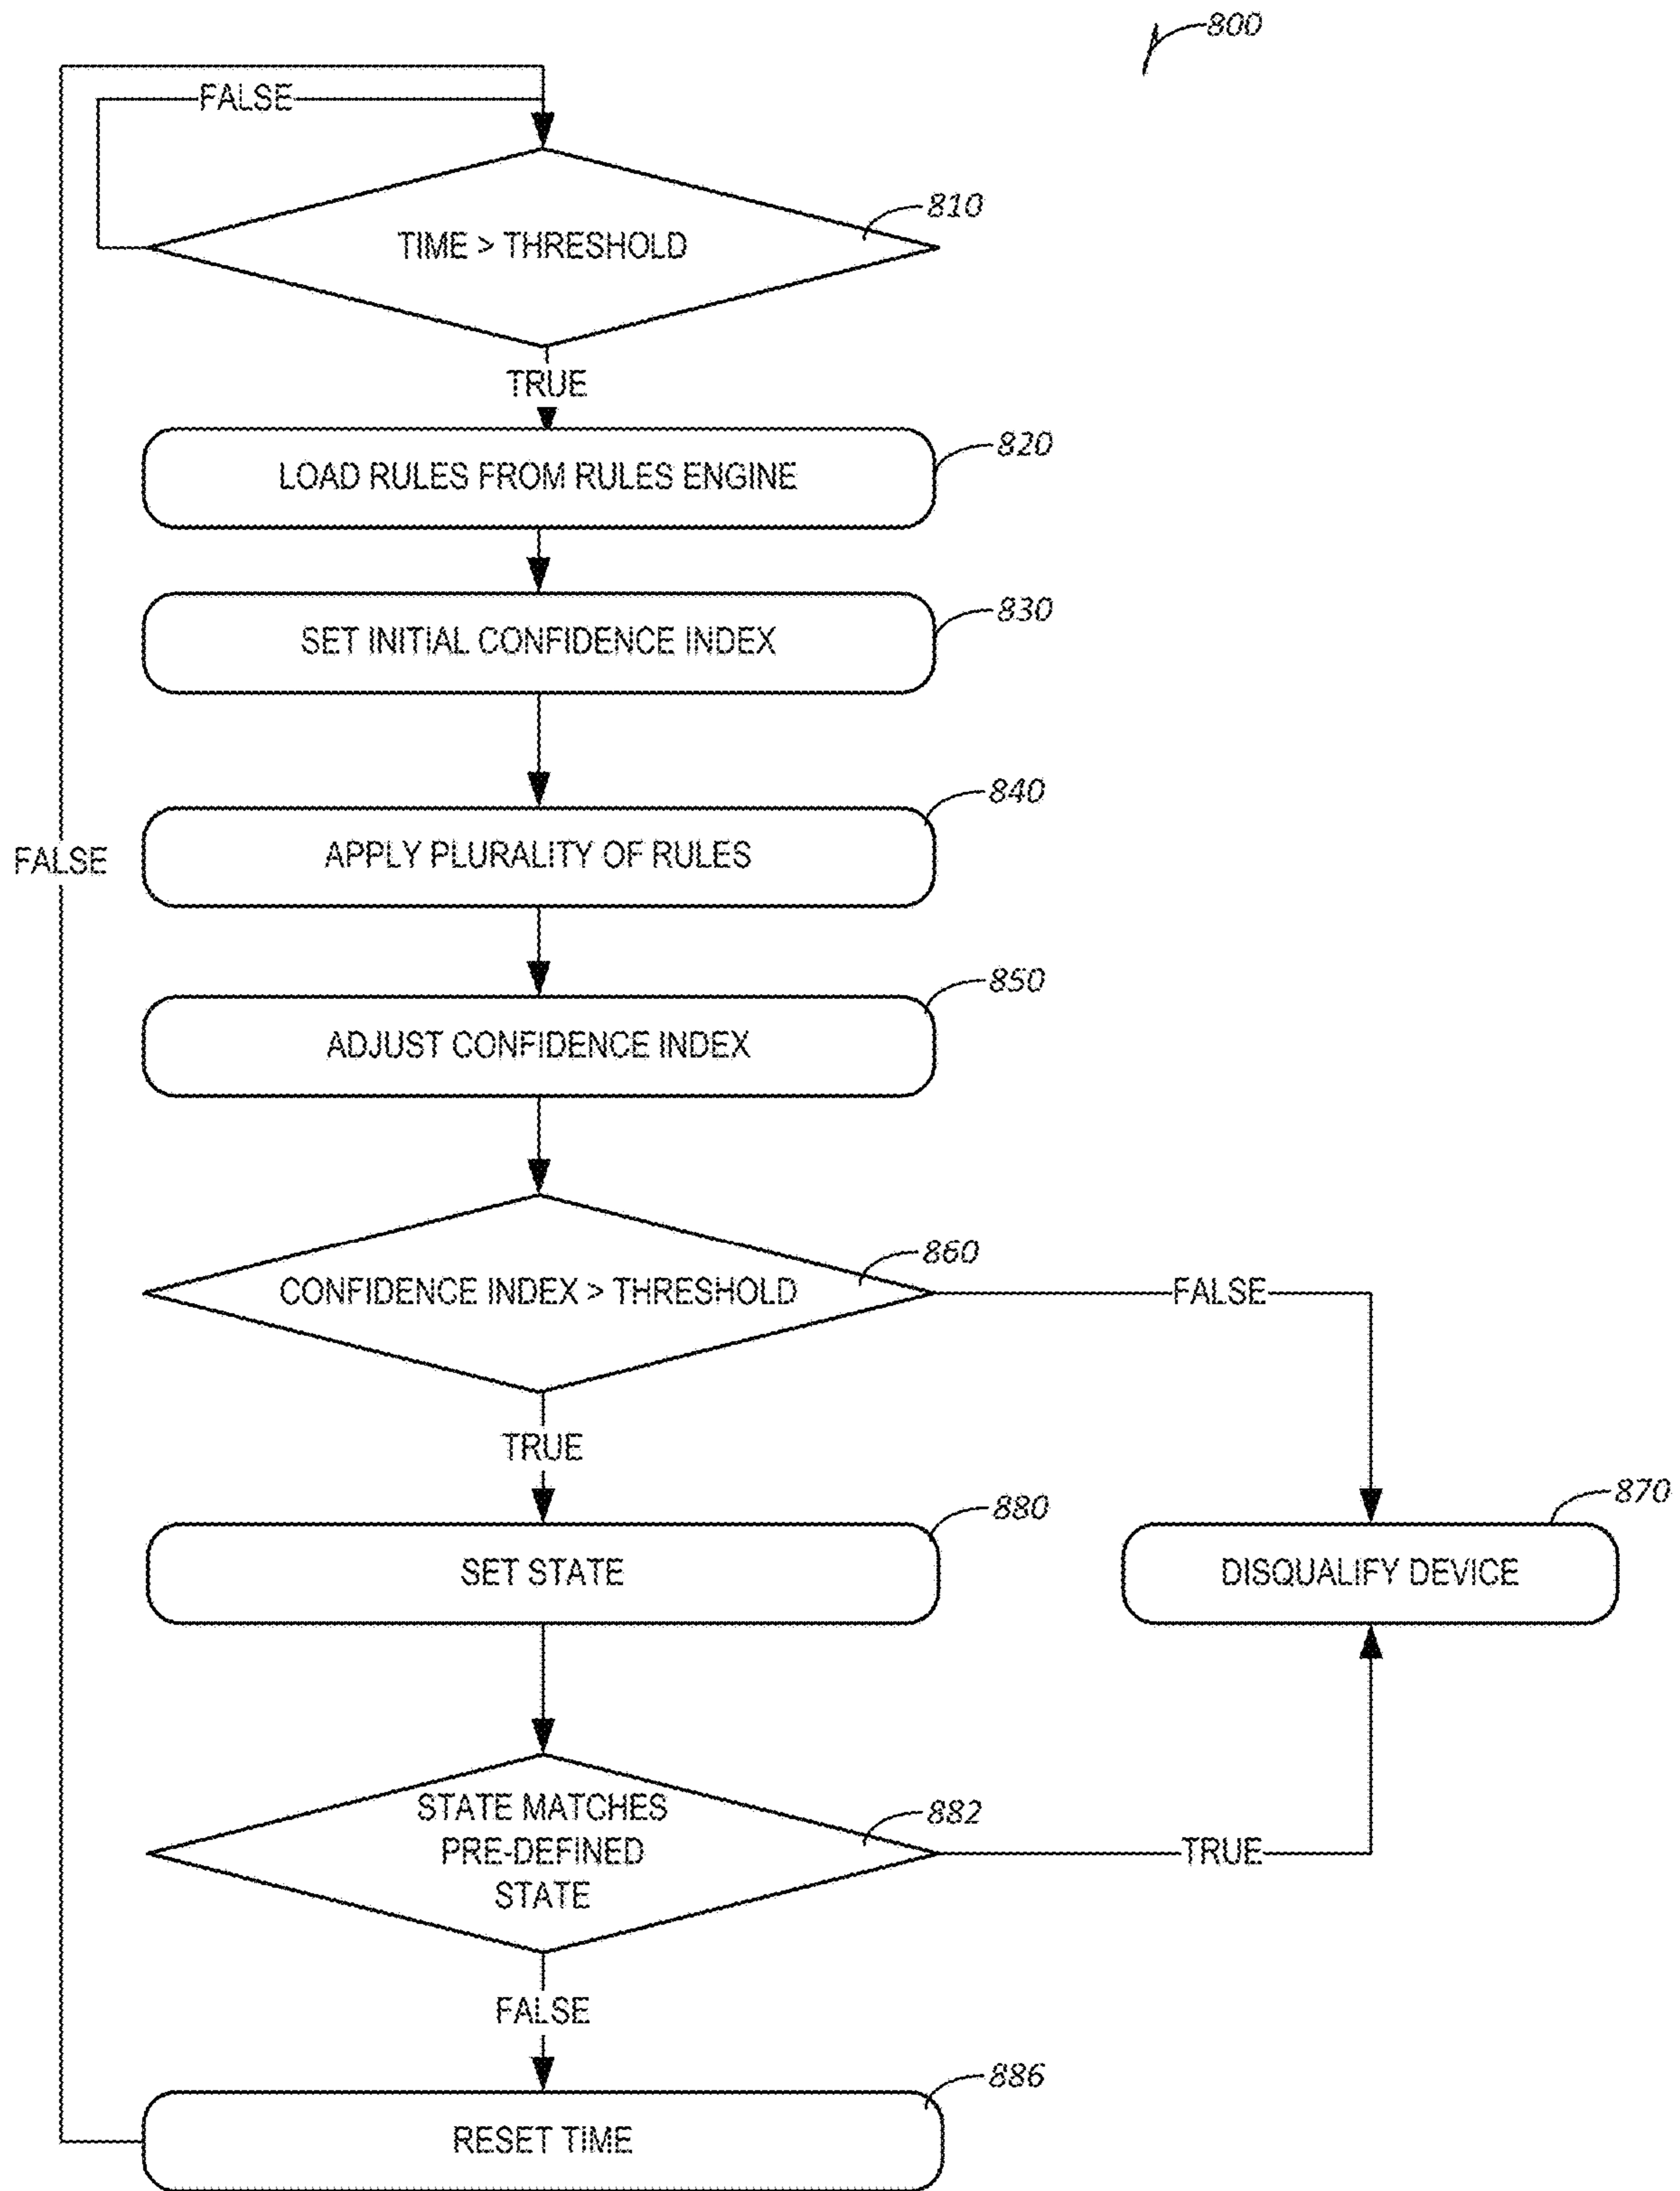 800
FALSE
810
TIME > THRESHOLD
TRUE
820
LOAD RULES FROM RULES ENGINE
830
SET INITIAL CONFIDENCE INDEX
840
APPLY PLURALITY OF RULES
FALSE
850
ADJUST CONFIDENCE INDEX
860
CONFIDENCE INDEX > THRESHOLD
FALSE
TRUE
880
SET STATE
870
DISQUALIFY DEVICE
882
STATE MATCHES
PRE-DEFINED
STATE
TRUE
FALSE
886
RESET TIME